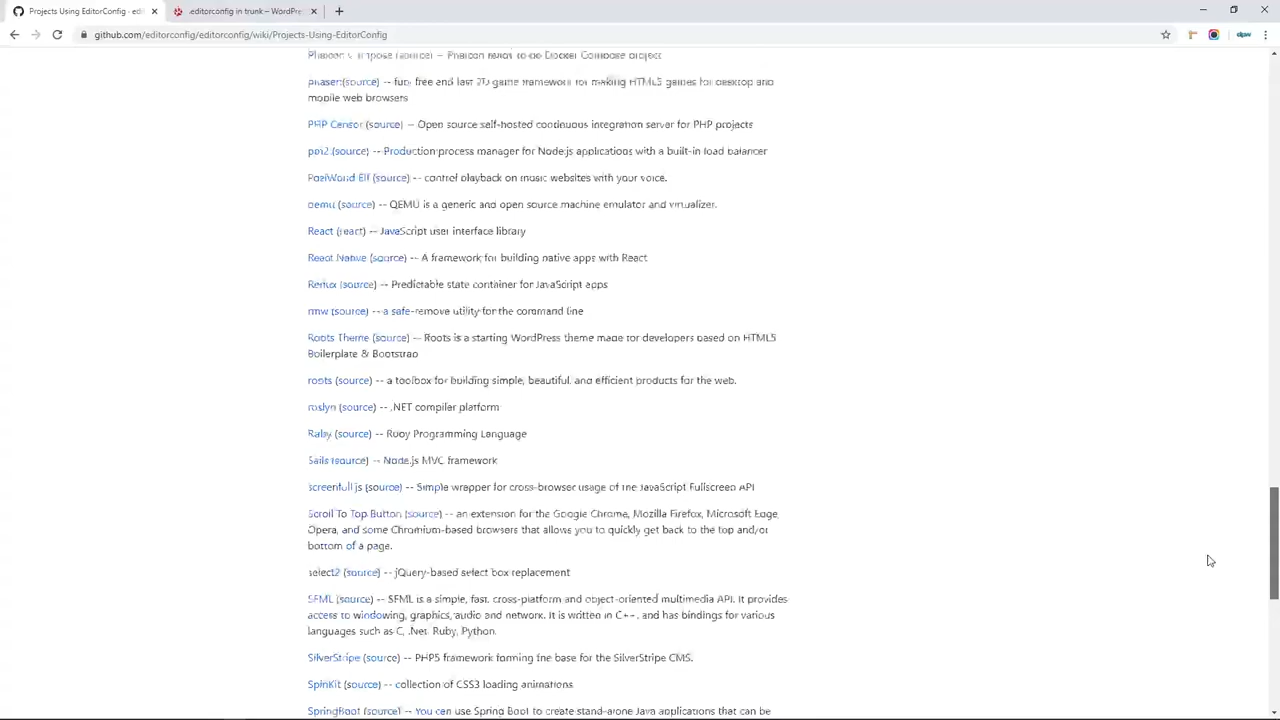 Projects Using EditorConfig · edito
.editorconfig in trunk – WordPre
github.com/editorconfig/editorconfig/wiki/Projects-Using-EditorConfig
(source) -- Phalcon Docker Compose project
phaser (source) -- fun, free and fast 2D game framework for making HTML5 games for desktop and
mobile web browsers
PHP Censor (source) -- Open source self-hosted continuous integration server for PHP projects
pm2 (source) -- Production process manager for Node.js applications with a built-in load balancer
(source) -- control playback on music websites with your voice.
qemu (source) -- QEMU is a generic and open source machine emulator and virtualizer.
React (react) -- JavaScript user interface library
React Native (source) -- A framework for building native apps with React
Redux (source) -- Predictable state container for JavaScript apps
rmw (source) -- a safe-remove utility for the command line
Roots Theme (source) -- Roots is a starting WordPress theme made for developers based on HTML5
Boilerplate & Bootstrap
roots (source) -- a toolbox for building simple, beautiful, and efficient products for the web.
roslyn (source) -- .NET compiler platform
Ruby (source) -- Ruby Programming Language
Sails (source) -- Node.js MVC framework
screenfull.js (source) -- Simple wrapper for cross-browser usage of the JavaScript Fullscreen API
Scroll To Top Button (source) -- an extension for the Google Chrome, Mozilla Firefox, Microsoft Edge,
Opera, and some Chromium-based browsers that allows you to quickly get back to the top and/or
bottom of a page.
select2 (source) -- jQuery-based select box replacement
SFML (source) -- SFML is a simple, fast, cross-platform and object-oriented multimedia API. It provides
access to windowing, graphics, audio and network. It is written in C++, and has bindings for various
languages such as C, .Net, Ruby, Python.
SilverStripe (source) -- PHP5 framework forming the base for the SilverStripe CMS.
SpinKit (source) -- collection of CSS3 loading animations
SpringBoot (source) -- You can use Spring Boot to create stand-alone Java applications that can be